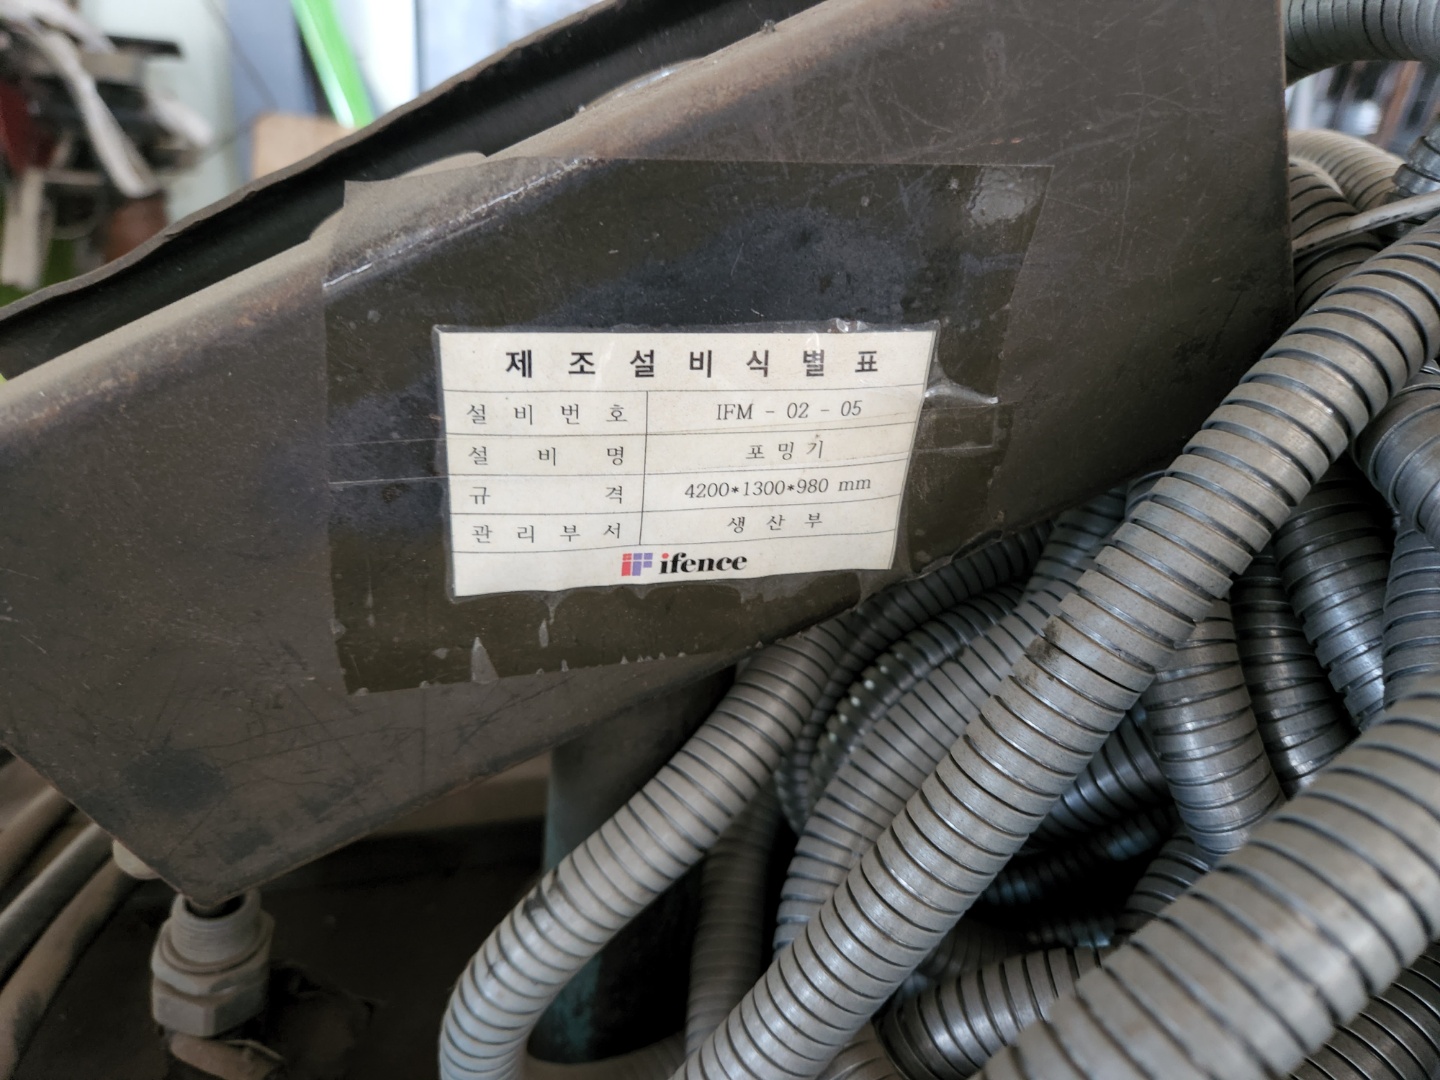 제 조 설 비 식 별 표
설 비 번 호 IFM - 02 - 05
설 비 명 포 밍 기
규 격 4200*1300*980 mm
관 리 부 서 생 산 부
ifence